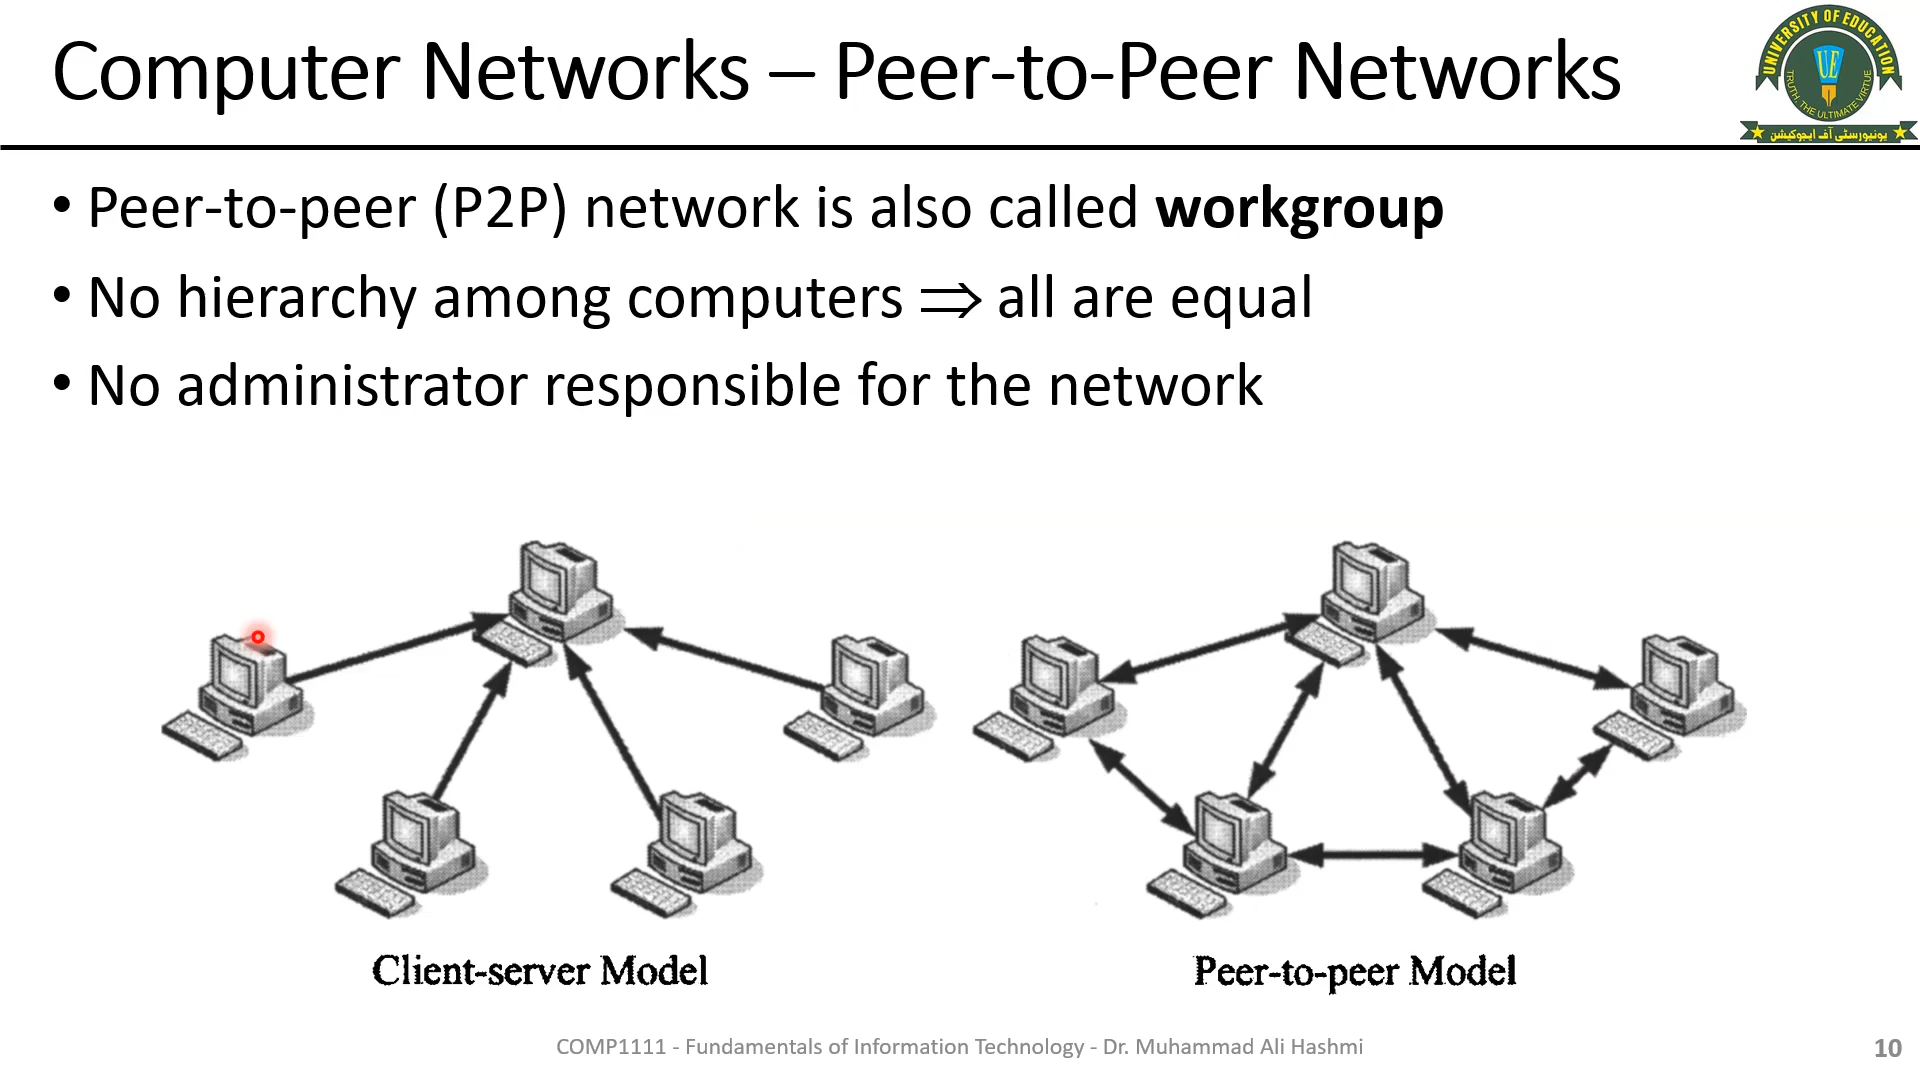 Computer Networks – Peer-to-Peer Networks
UNIVERSITY OF EDUCATION
UE
TRUTH, THE ULTIMATE VIRTUE
یونیورسٹی آف ایجوکیشن
• Peer-to-peer (P2P) network is also called workgroup
• No hierarchy among computers ⇒ all are equal
• No administrator responsible for the network
Client-server Model
Peer-to-peer Model
COMP1111 - Fundamentals of Information Technology - Dr. Muhammad Ali Hashmi
10